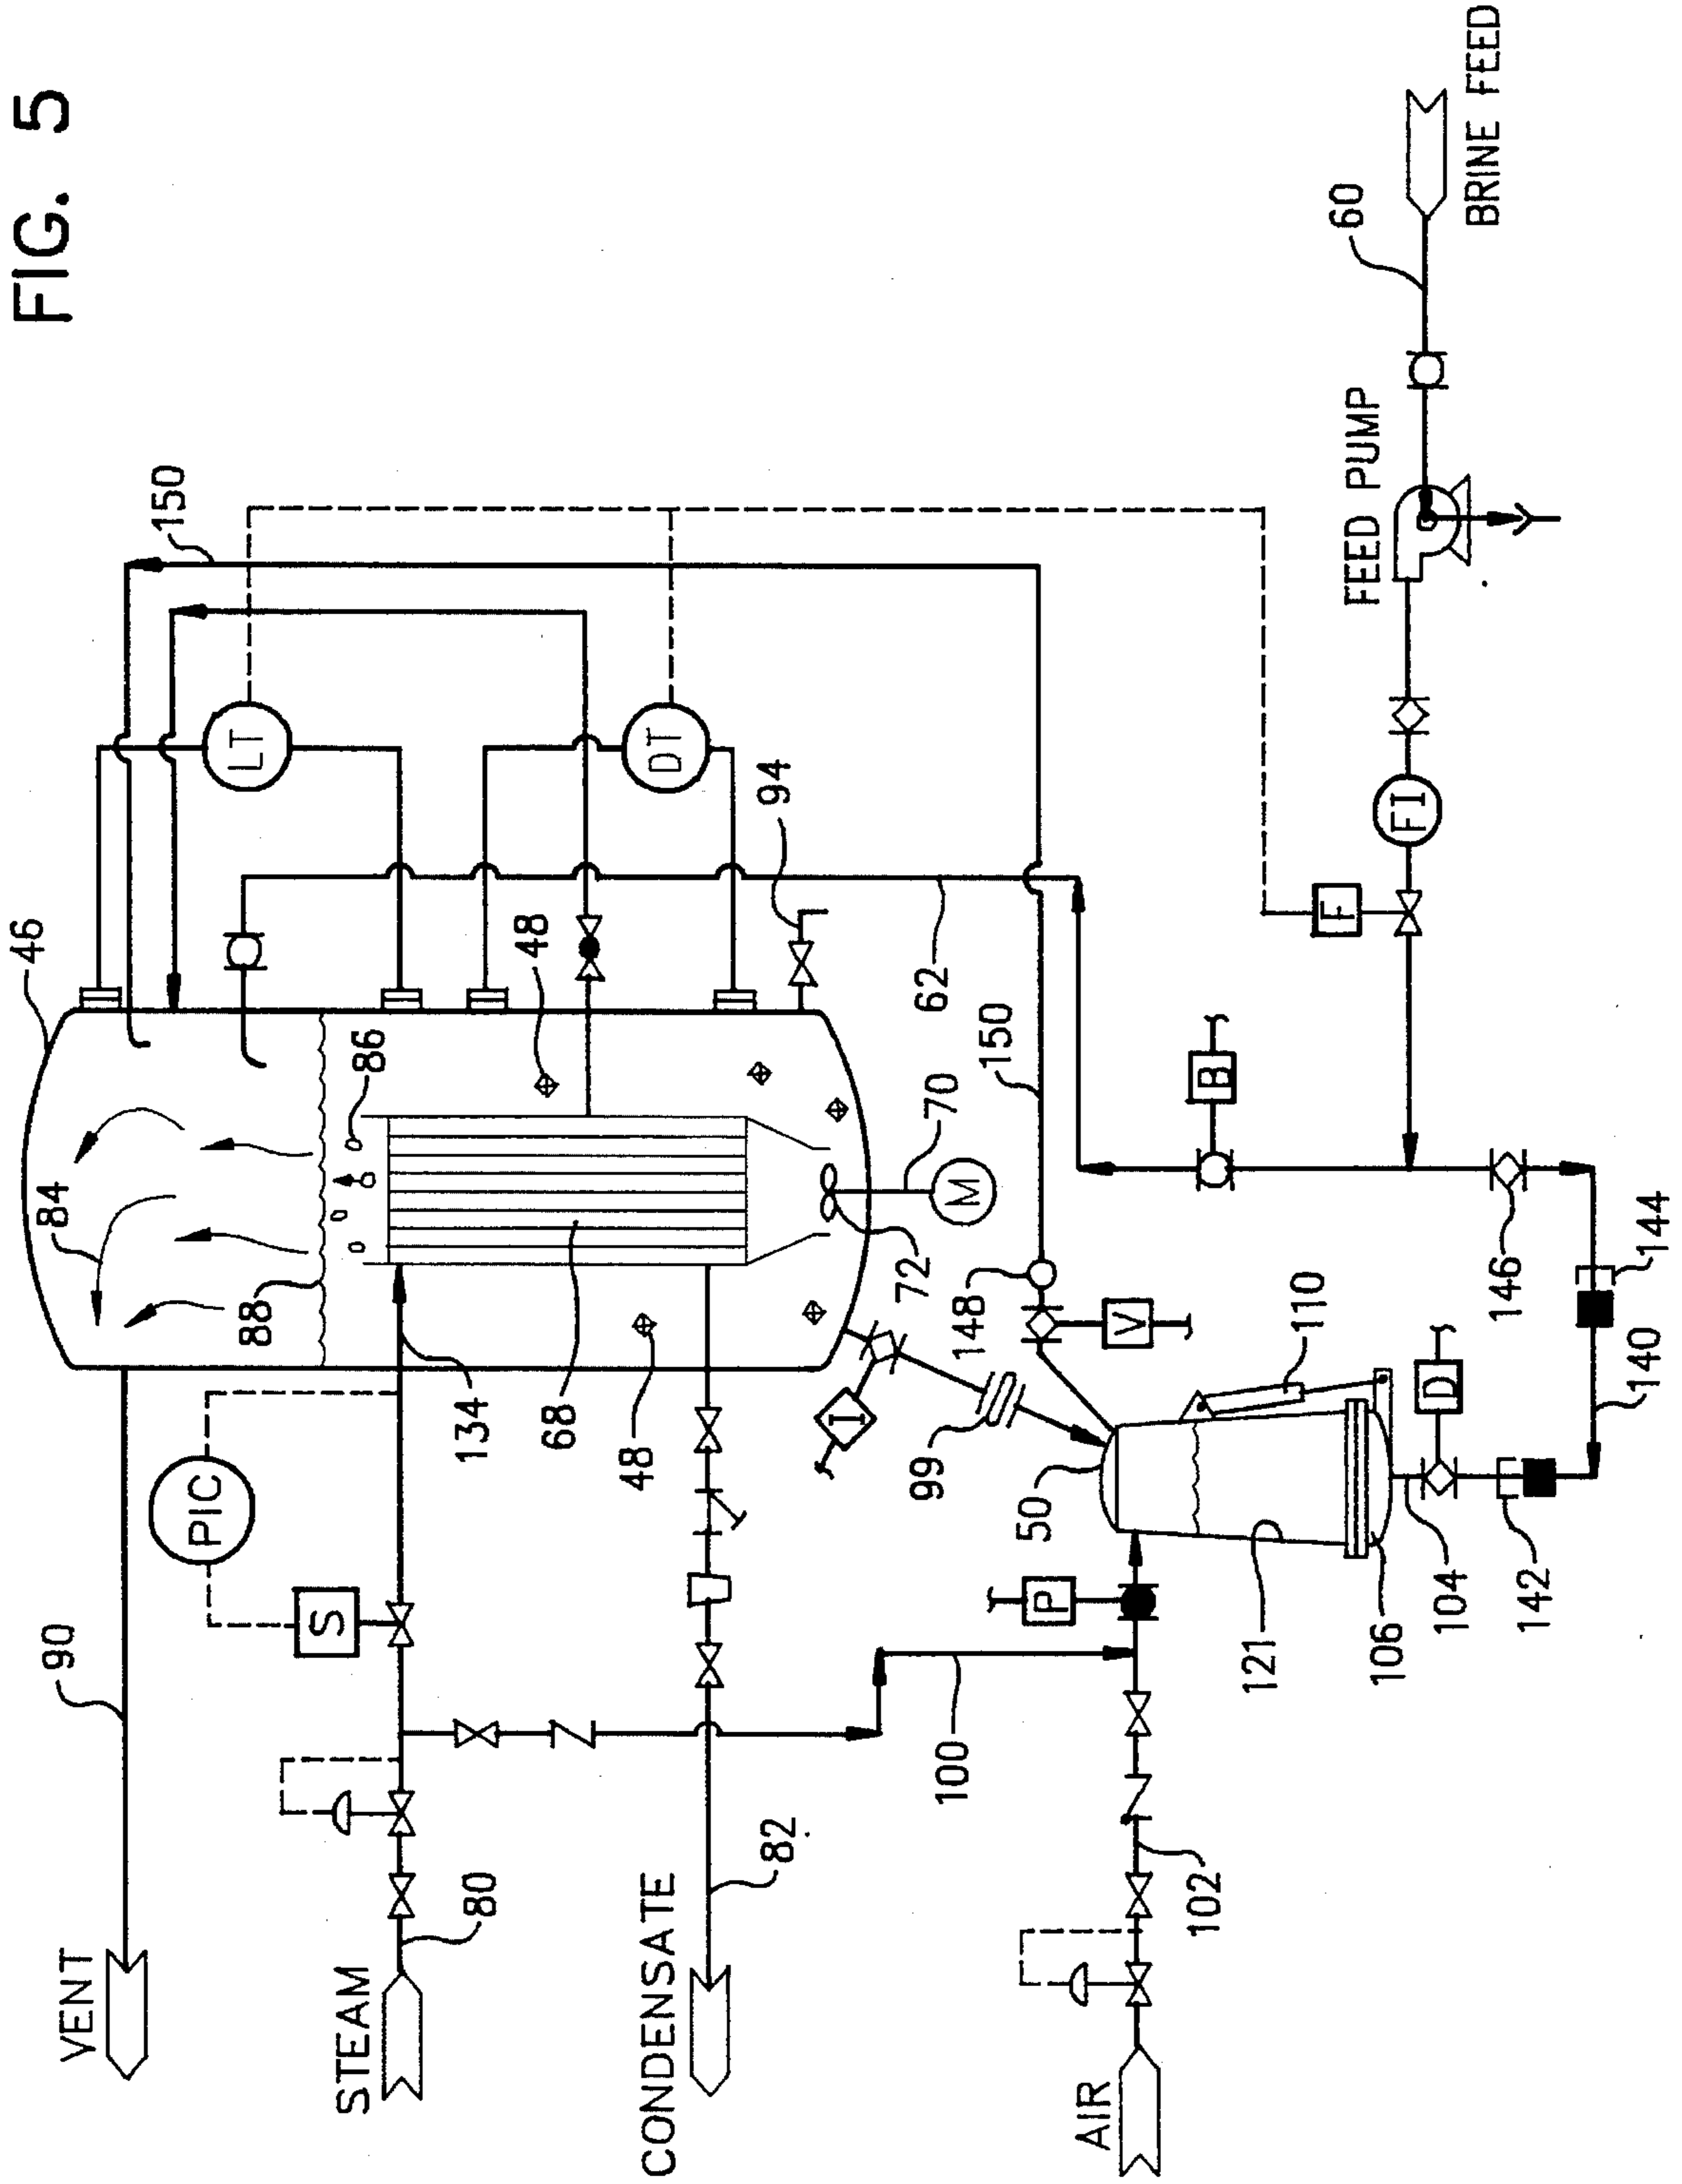 FIG. 5
46
150
84
88
86
LT
90
VENT
PIC
S
134
68
48
48
DT
94
STEAM
80
72
70
M
62
I
99
148
150
V
CONDENSATE
82
100
50
P
110
B
60
BRINE FEED
FEED PUMP
FI
F
AIR
102
121
106
104
D
142
140
144
146